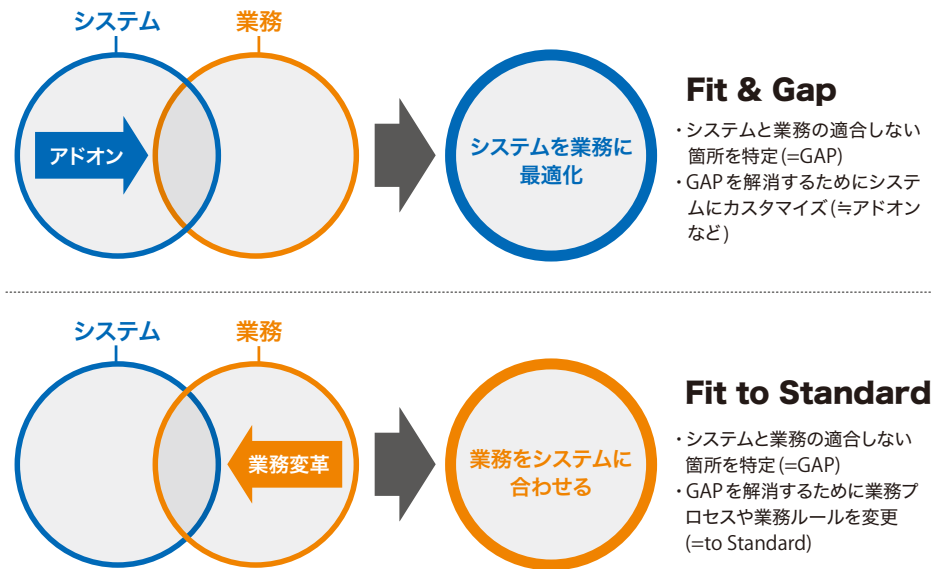 システム
業務
アドオン
システムを業務に
最適化
Fit & Gap
・システムと業務の適合しない
箇所を特定(=GAP)
・GAPを解消するためにシステ
ムにカスタマイズ(≒アドオン
など)
システム
業務
業務変革
業務をシステムに
合わせる
Fit to Standard
・システムと業務の適合しない
箇所を特定(=GAP)
・GAPを解消するために業務プ
ロセスや業務ルールを変更
(=to Standard)